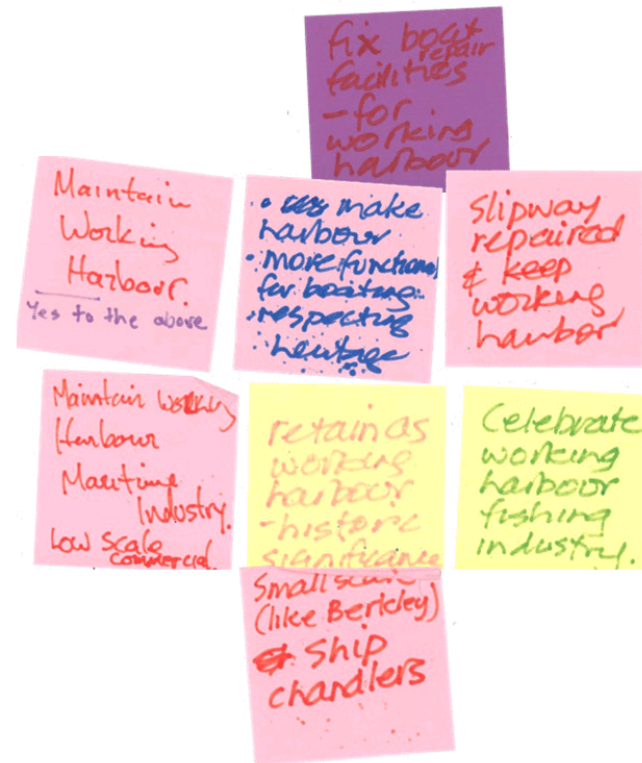 fix boat
repair
facilities
- for
working
harbour
Maintain
Working
Harbour.
Yes to the above
• make
harbour
• more functional
for boating
• respecting
heritage
Slipway
repaired
& keep
working
harbor
Maintain working
Harbour
Maritime
Industry.
Low Scale
commercial
retain as
working
harbour
- historic
significance
Celebrate
working
harbour
fishing
industry.
Small scale
(like Berkley)
Ship
chandlers